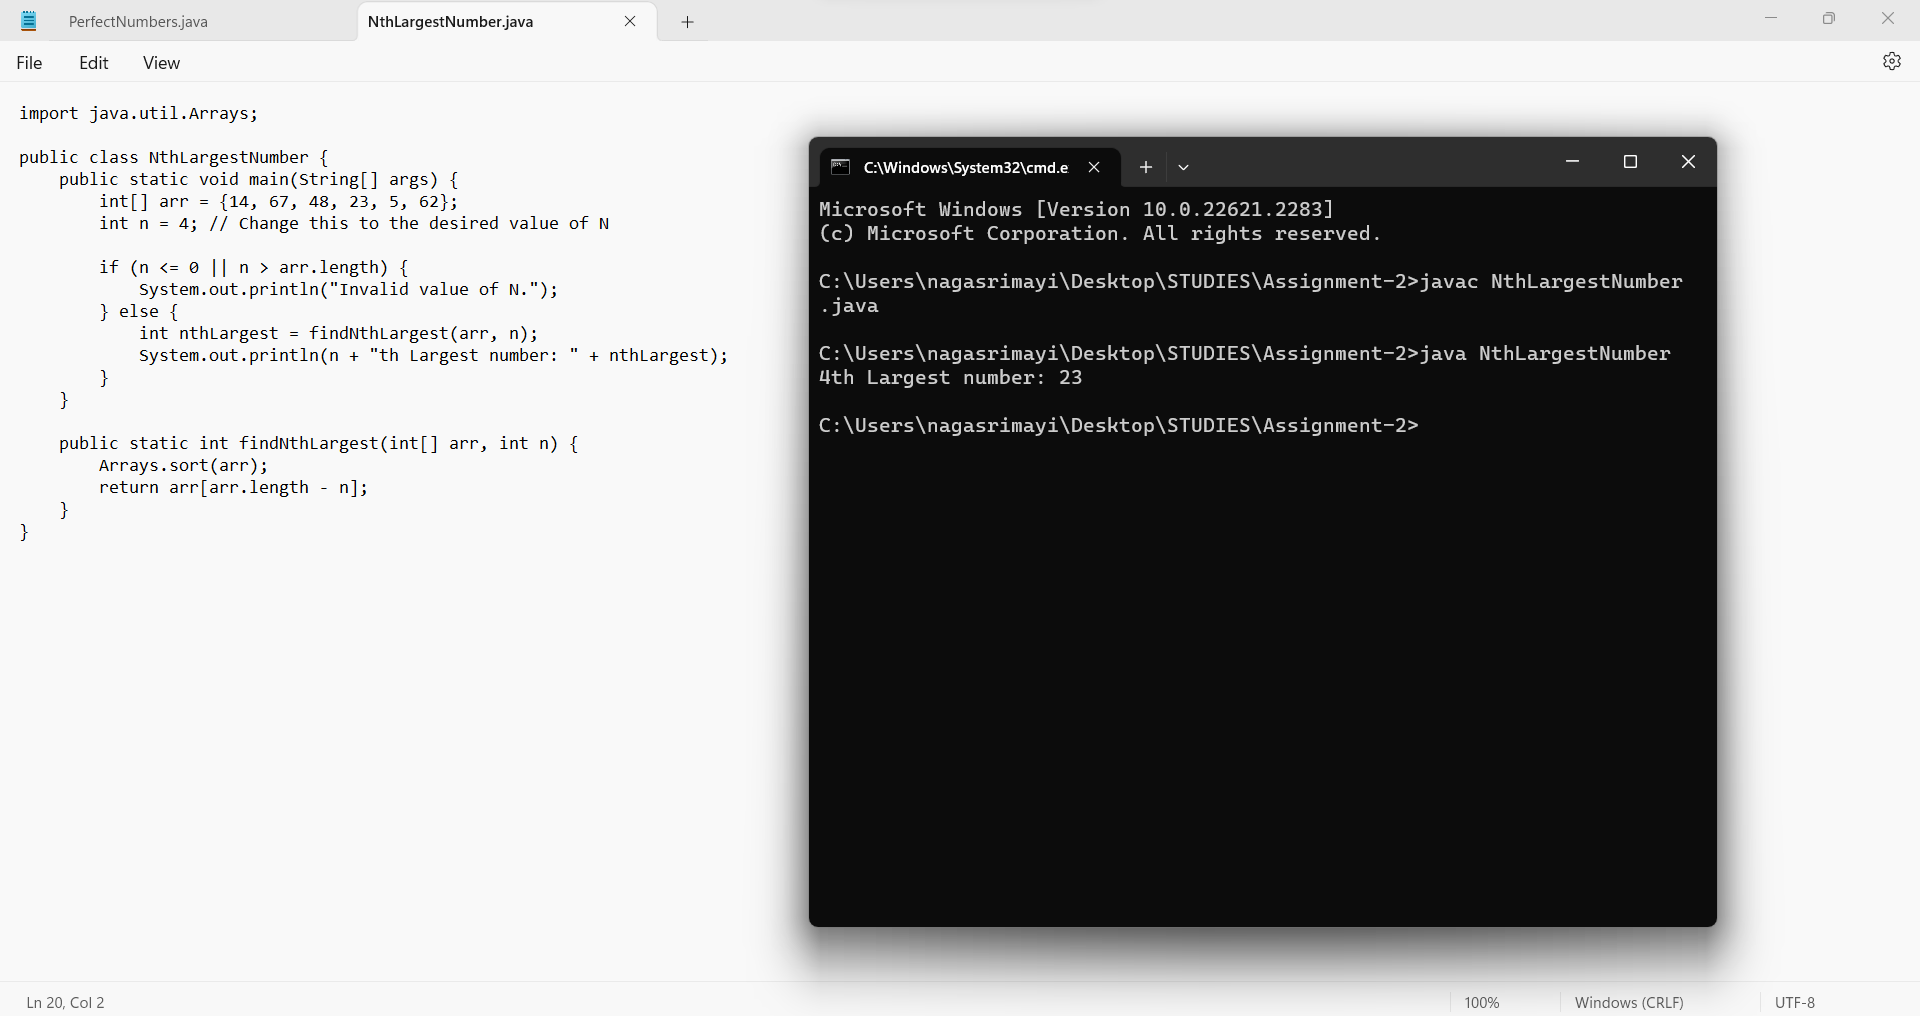 PerfectNumbers.java
NthLargestNumber.java
File Edit View
import java.util.Arrays;
public class NthLargestNumber {
public static void main(String[] args) {
int[] arr = {14, 67, 48, 23, 5, 62};
int n = 4; // Change this to the desired value of N
if (n <= 0 || n > arr.length) {
System.out.println("Invalid value of N.");
} else {
int nthLargest = findNthLargest(arr, n);
System.out.println(n + "th Largest number: " + nthLargest);
}
}
public static int findNthLargest(int[] arr, int n) {
Arrays.sort(arr);
return arr[arr.length - n];
}
}
C:\Windows\System32\cmd.e
Microsoft Windows [Version 10.0.22621.2283]
(c) Microsoft Corporation. All rights reserved.
C:\Users\nagasrimayi\Desktop\STUDIES\Assignment-2>javac NthLargestNumber
.java
C:\Users\nagasrimayi\Desktop\STUDIES\Assignment-2>java NthLargestNumber
4th Largest number: 23
C:\Users\nagasrimayi\Desktop\STUDIES\Assignment-2>
Ln 20, Col 2
100%
Windows (CRLF)
UTF-8